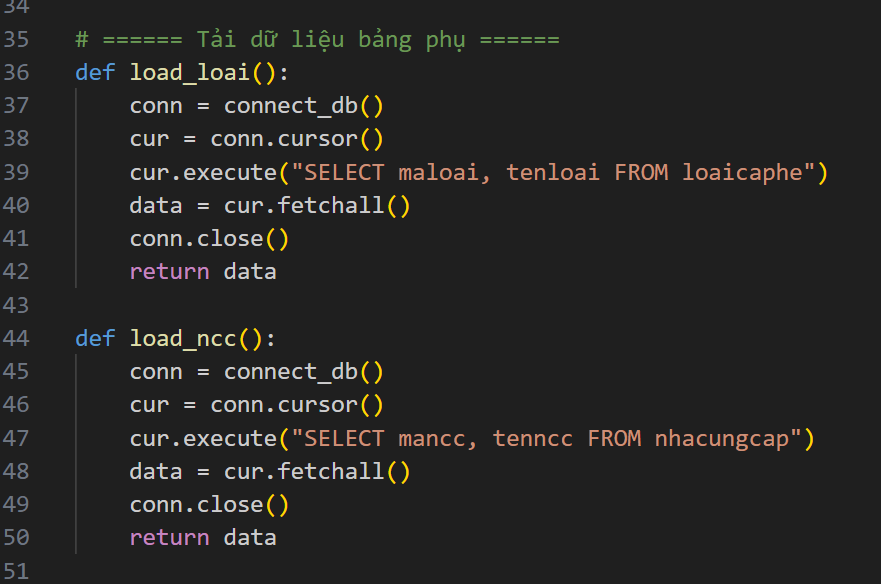 34
35 # ====== Tải dữ liệu bảng phụ ======
36 def load_loai():
37     conn = connect_db()
38     cur = conn.cursor()
39     cur.execute("SELECT maloai, tenloai FROM loaicaphe")
40     data = cur.fetchall()
41     conn.close()
42     return data
43
44 def load_ncc():
45     conn = connect_db()
46     cur = conn.cursor()
47     cur.execute("SELECT mancc, tenncc FROM nhacungcap")
48     data = cur.fetchall()
49     conn.close()
50     return data
51